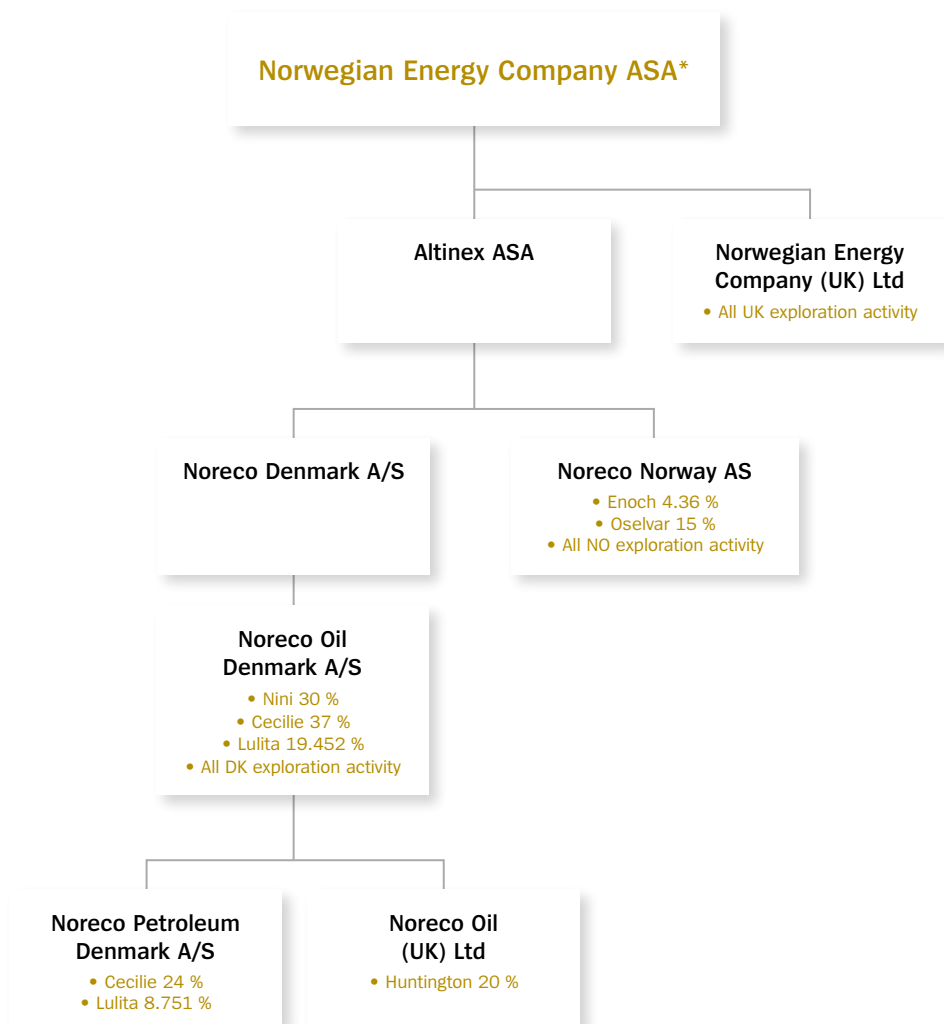 Norwegian Energy Company ASA*
Altinex ASA
Norwegian Energy
Company (UK) Ltd
• All UK exploration activity
Noreco Denmark A/S
Noreco Norway AS
• Enoch 4.36 %
• Oselvar 15 %
• All NO exploration activity
Noreco Oil
Denmark A/S
• Nini 30 %
• Cecilie 37 %
• Lulita 19.452 %
• All DK exploration activity
Noreco Petroleum
Denmark A/S
• Cecilie 24 %
• Lulita 8.751 %
Noreco Oil
(UK) Ltd
• Huntington 20 %